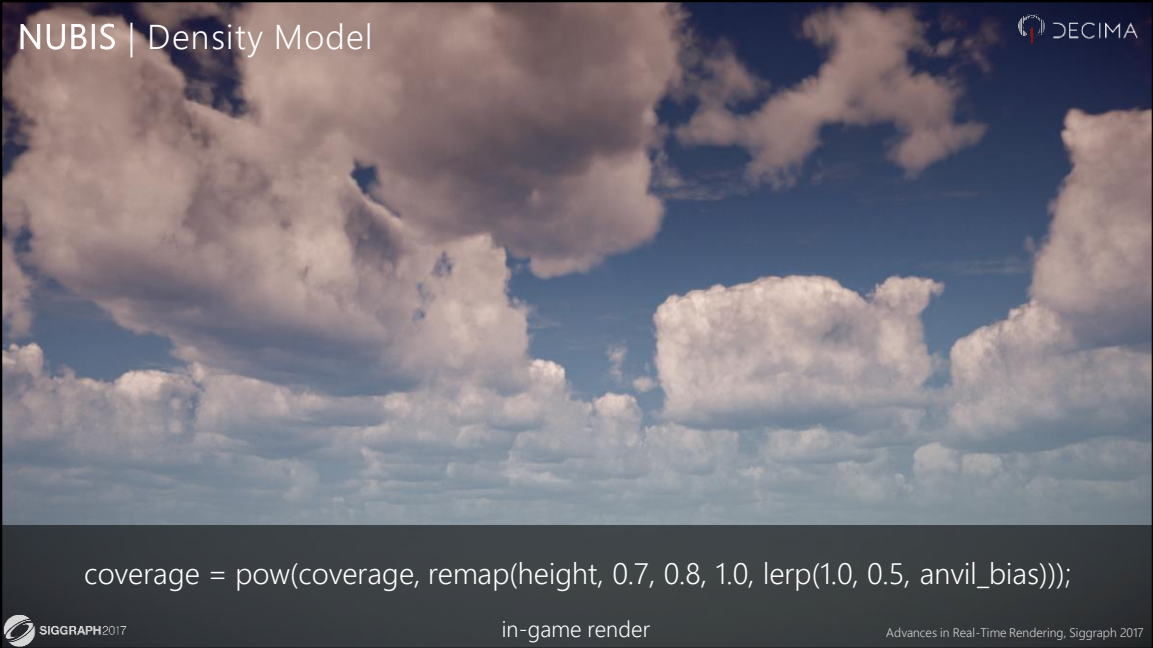 NUBIS | Density Model
DECIMA
coverage = pow(coverage, remap(height, 0.7, 0.8, 1.0, lerp(1.0, 0.5, anvil_bias)));
in-game render
SIGGRAPH2017
Advances in Real-Time Rendering, Siggraph 2017